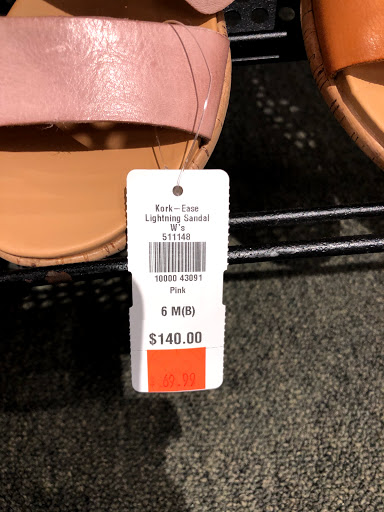 Kork-Ease
Lightning Sandal
W's
511148
10000 43091
Pink
6 M(B)
$140.00
$ 69.99